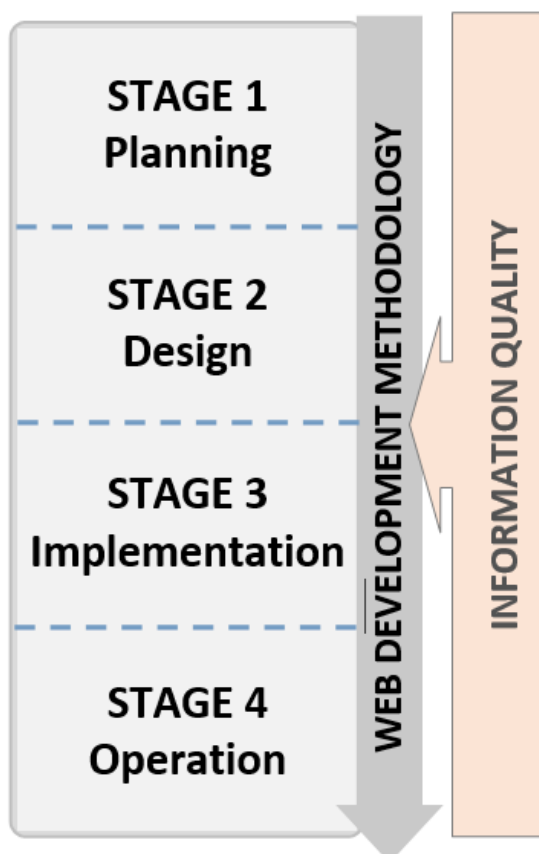 STAGE 1
Planning
STAGE 2
Design
STAGE 3
Implementation
STAGE 4
Operation
WEB DEVELOPMENT METHODOLOGY
INFORMATION QUALITY